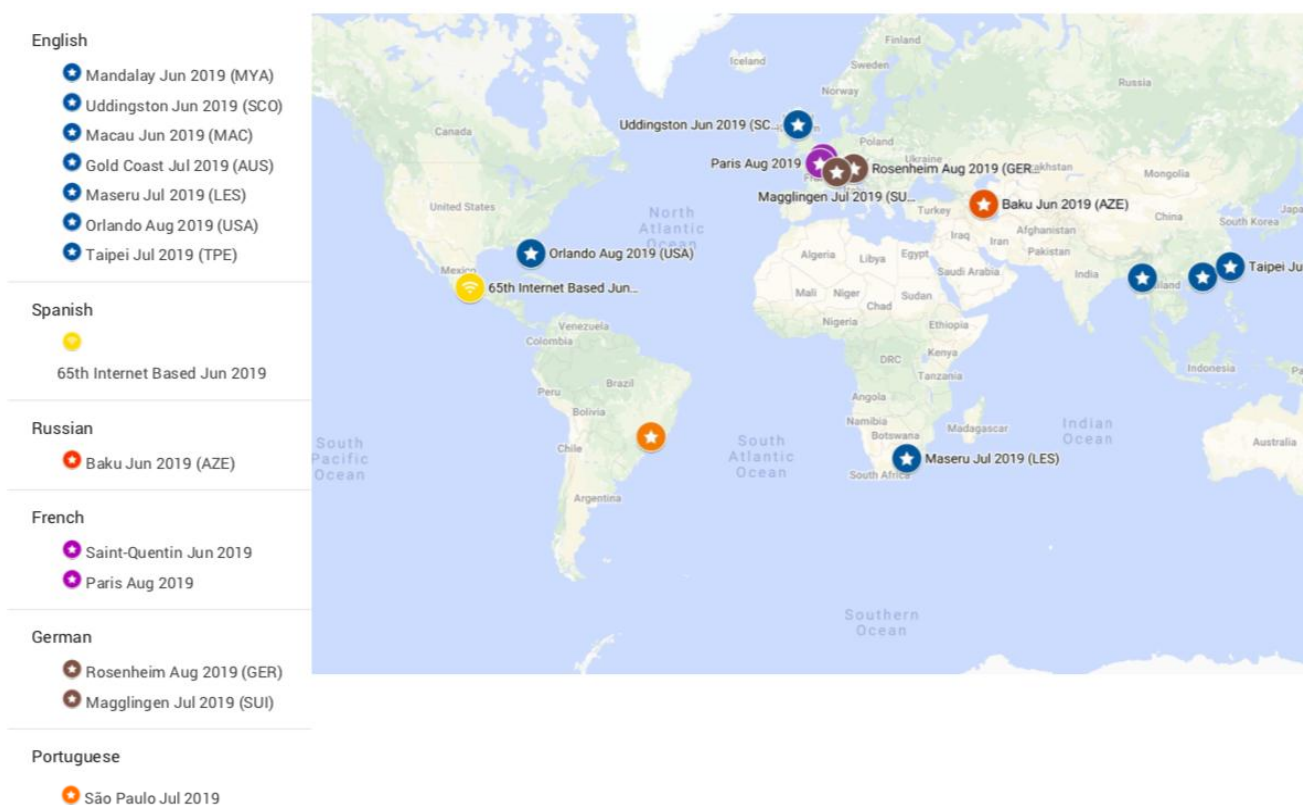 English
Mandalay Jun 2019 (MYA)
Uddingston Jun 2019 (SCO)
Macau Jun 2019 (MAC)
Gold Coast Jul 2019 (AUS)
Maseru Jul 2019 (LES)
Orlando Aug 2019 (USA)
Taipei Jul 2019 (TPE)
Spanish
65th Internet Based Jun 2019
Russian
Baku Jun 2019 (AZE)
French
Saint-Quentin Jun 2019
Paris Aug 2019
German
Rosenheim Aug 2019 (GER)
Magglingen Jul 2019 (SUI)
Portuguese
São Paulo Jul 2019
Finland
Iceland
Sweden
Russia
Norway
Uddingston Jun 2019 (SC...
Canada
Poland
Paris Aug 2019
Ukraine
Rosenheim Aug 2019 (GER...
Mongolia
Magglingen Jul 2019 (SU...
United States
North
Atlantic
Ocean
Turkey
Baku Jun 2019 (AZE)
China
South Korea
Iraq
Iran
Afghanistan
Pakistan
Orlando Aug 2019 (USA)
Algeria
Libya
Egypt
Saudi Arabia
India
Taipei Ju
Mexico
65th Internet Based Jun...
Mali
Niger
Chad
Sudan
Venezuela
Colombia
Nigeria
Ethiopia
DRC
Kenya
Tanzania
Indonesia
Peru
Brazil
Angola
Bolivia
Namibia
Botswana
Madagascar
Indian
Ocean
South
Pacific
Ocean
Chile
South
Atlantic
Ocean
Maseru Jul 2019 (LES)
South Africa
Australia
Argentina
Southern
Ocean